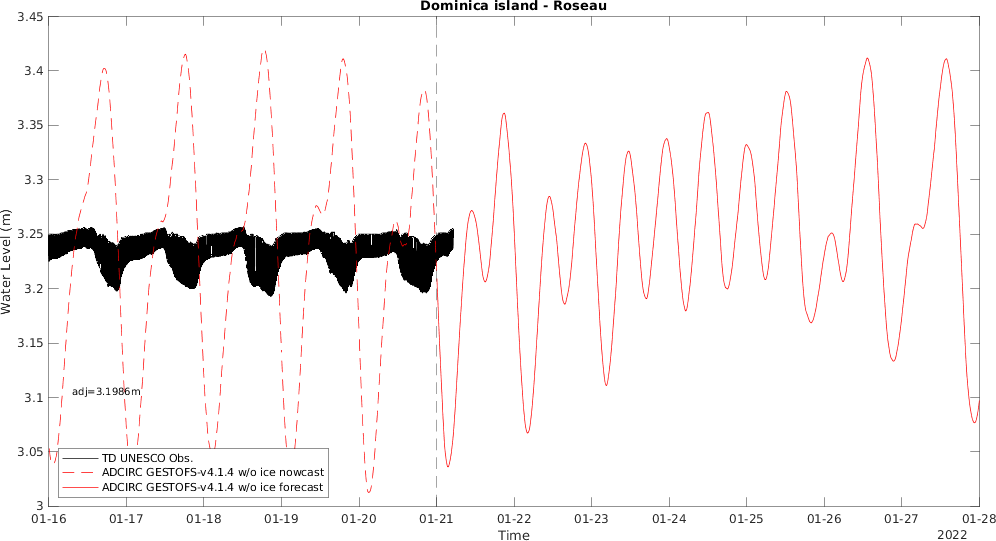 Dominica island - Roseau
3.45
3.4
3.35
3.3
3.25
3.2
3.15
3.1
3.05
3
Water Level (m)
adj=3.1986m
TD UNESCO Obs.
ADCIRC GESTOFS-v4.1.4 w/o ice nowcast
ADCIRC GESTOFS-v4.1.4 w/o ice forecast
01-16 01-17 01-18 01-19 01-20 01-21 01-22 01-23 01-24 01-25 01-26 01-27 01-28
Time
2022